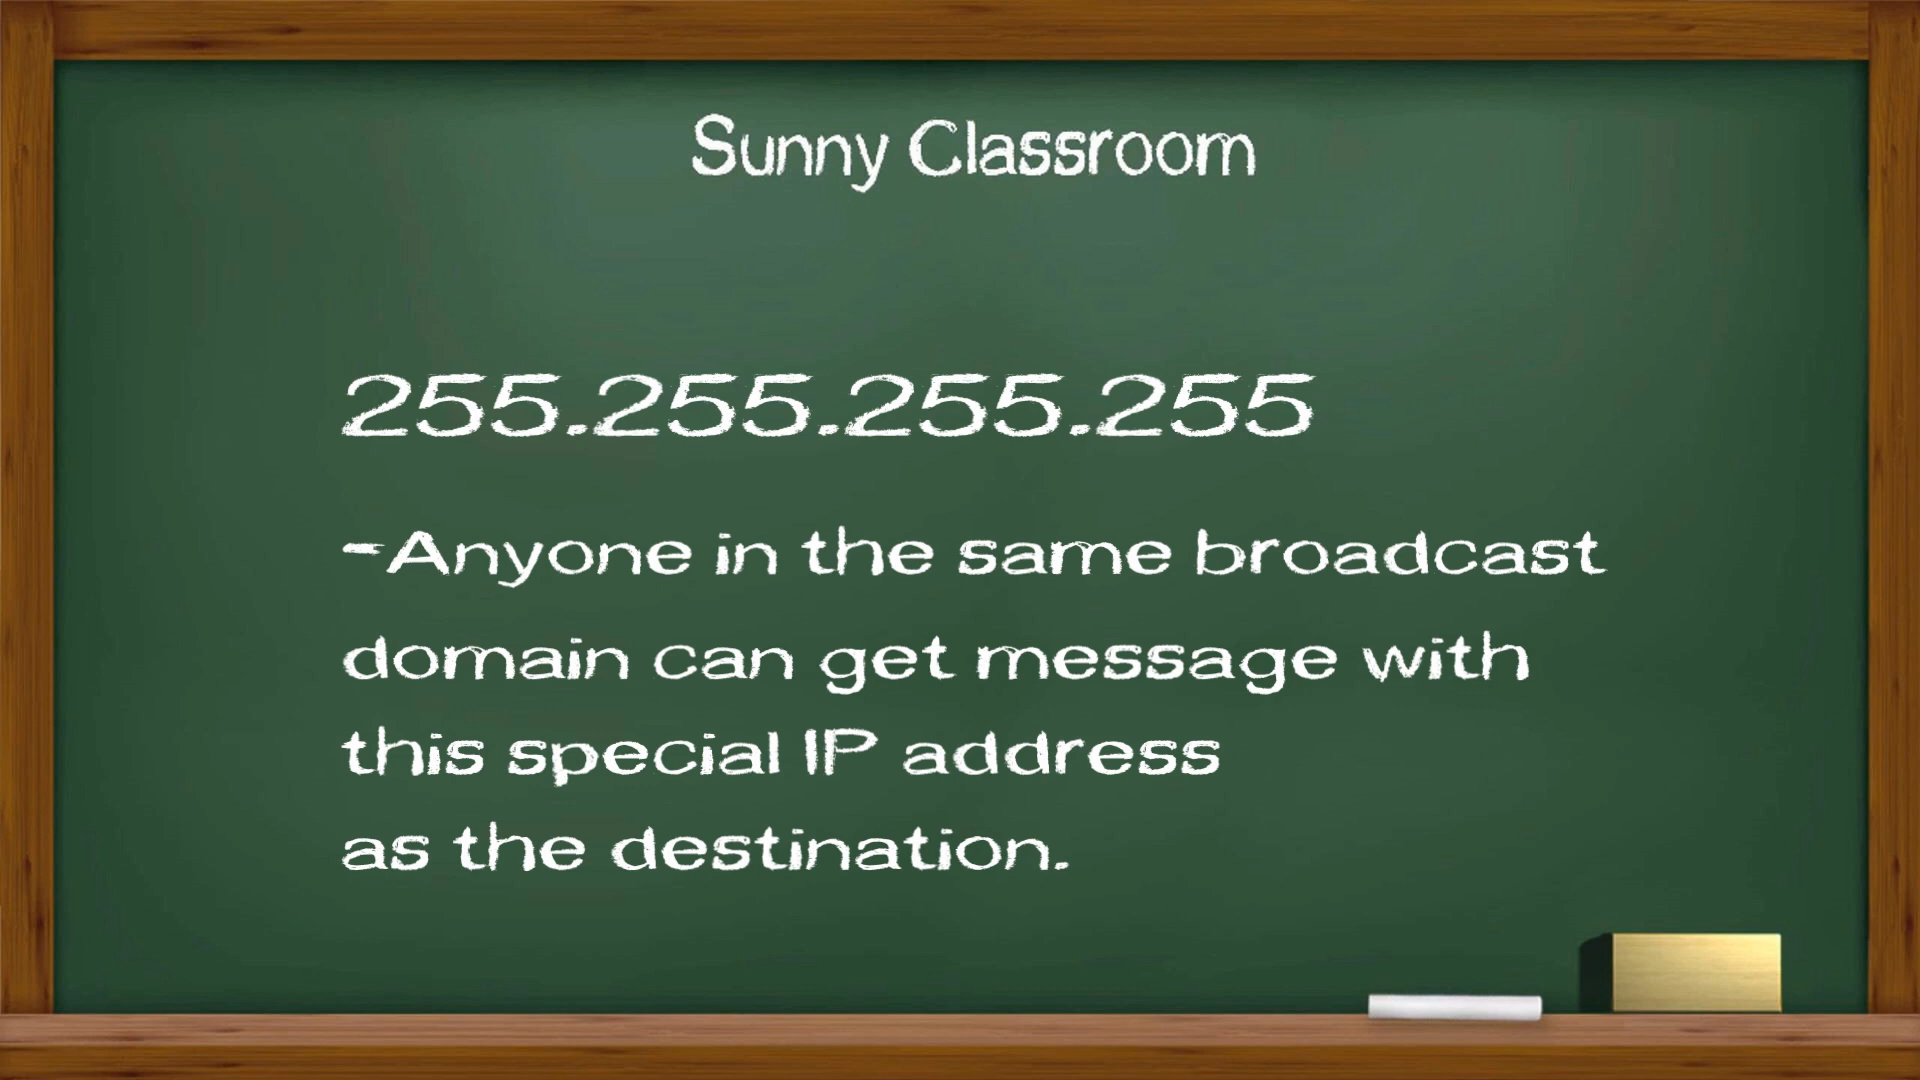 Sunny Classroom
255.255.255.255
-Anyone in the same broadcast
domain can get message with
this special IP address
as the destination.